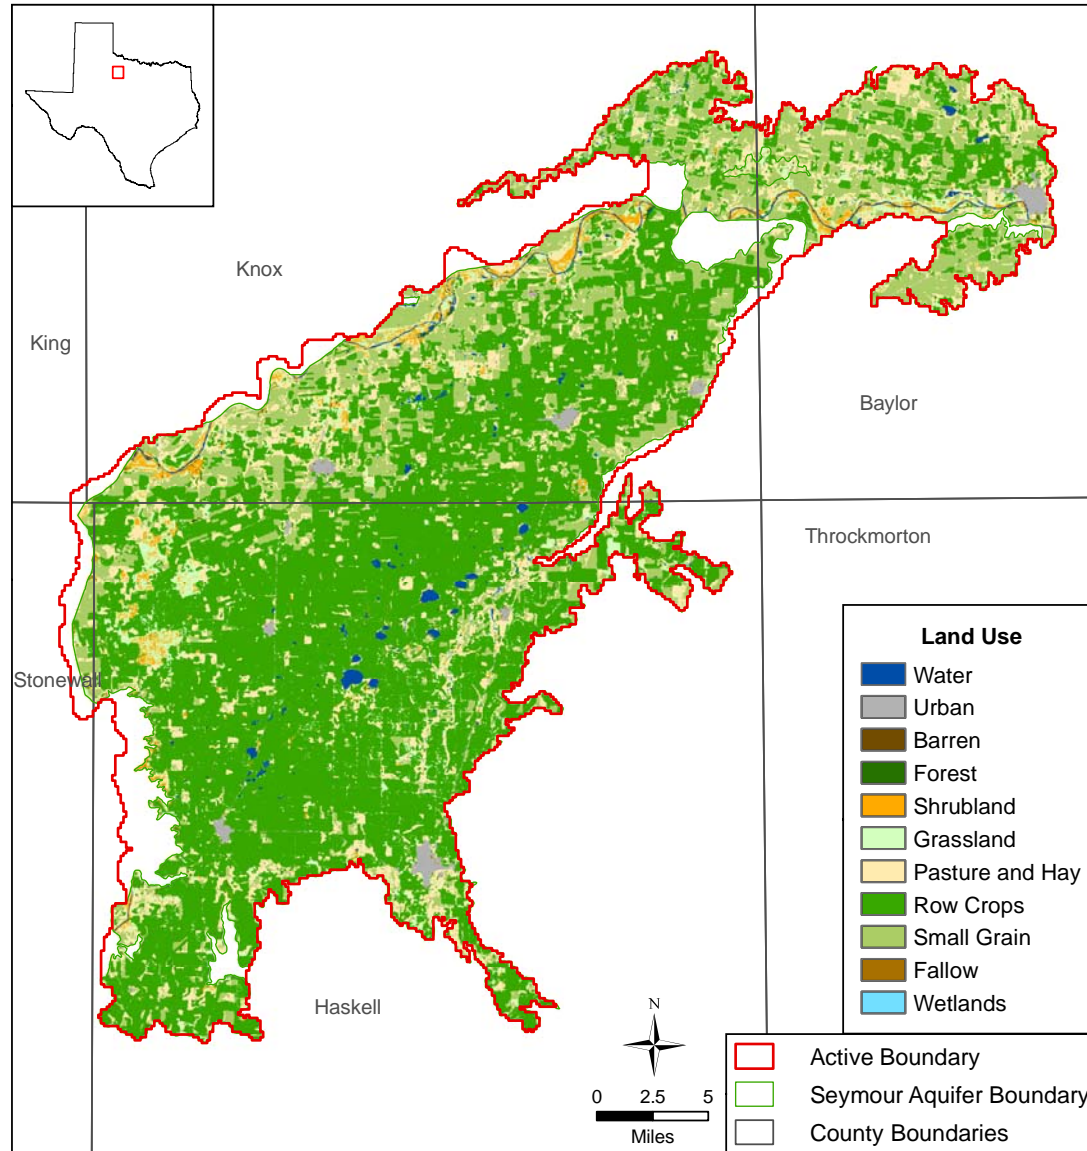 Knox
King
Baylor
Throckmorton
Stonewall
Haskell
Land Use
Water
Urban
Barren
Forest
Shrubland
Grassland
Pasture and Hay
Row Crops
Small Grain
Fallow
Wetlands
N
0 2.5 5
Miles
Active Boundary
Seymour Aquifer Boundary
County Boundaries